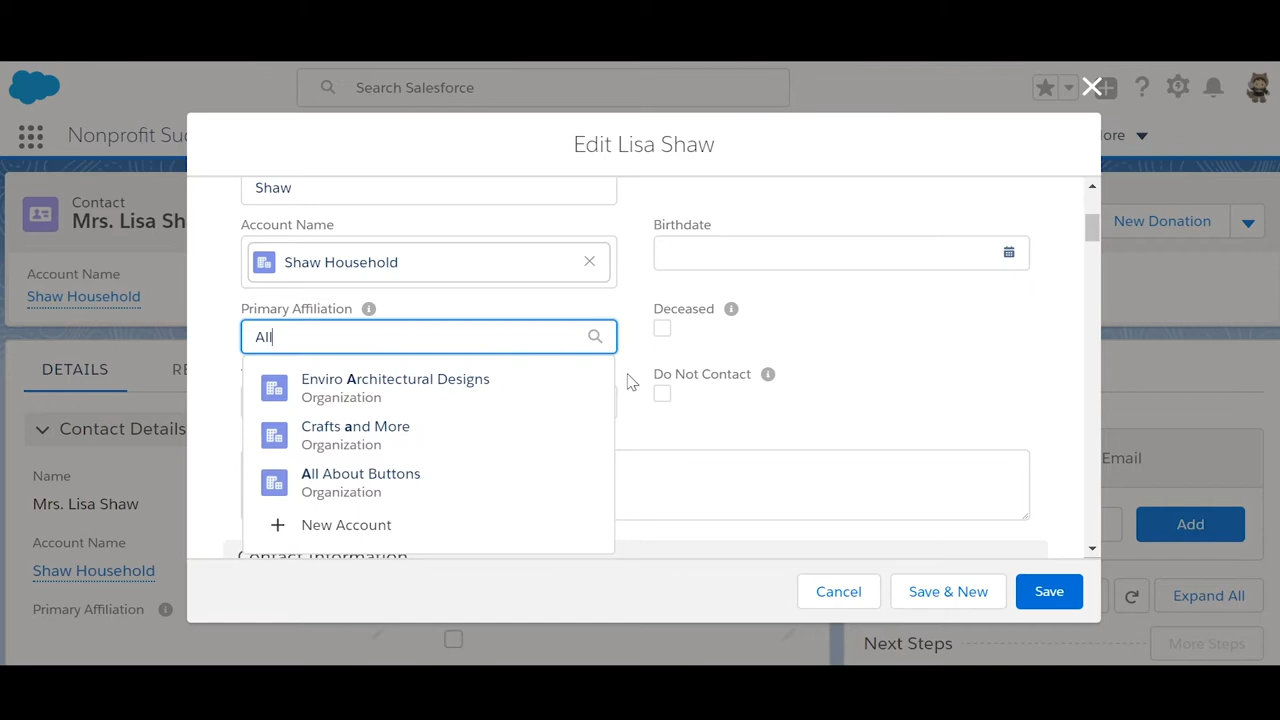 Search Salesforce
Nonprofit Suc
ore
Edit Lisa Shaw
Contact
Mrs. Lisa Sh
New Donation
Shaw
Account Name
Birthdate
Shaw Household
Account Name
Shaw Household
Primary Affiliation
Deceased
All
DETAILS
RE
Enviro Architectural Designs
Organization
Do Not Contact
Crafts and More
Organization
All About Buttons
Organization
New Account
Contact Details
Email
Name
Mrs. Lisa Shaw
Add
Account Name
Shaw Household
Contact Information
Primary Affiliation
Cancel
Save & New
Save
Expand All
Next Steps
More Steps